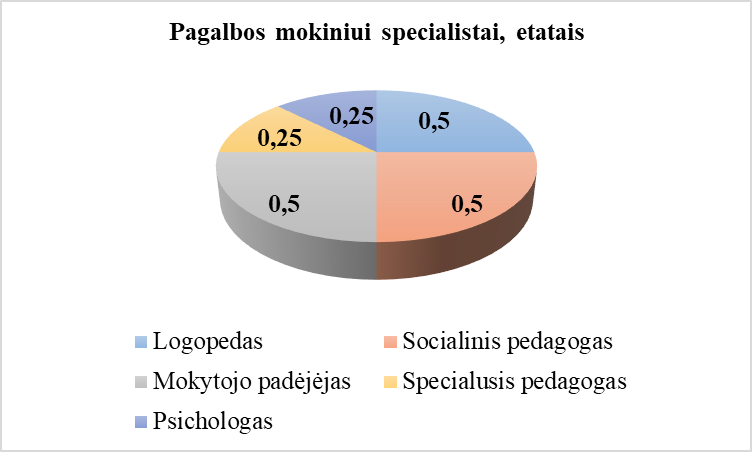 Pagalbos mokiniui specialistai, etatais
0,25
0,5
0,25
0,5
0,5
Logopedas
Socialinis pedagogas
Mokytojo padėjėjas
Specialusis pedagogas
Psichologas